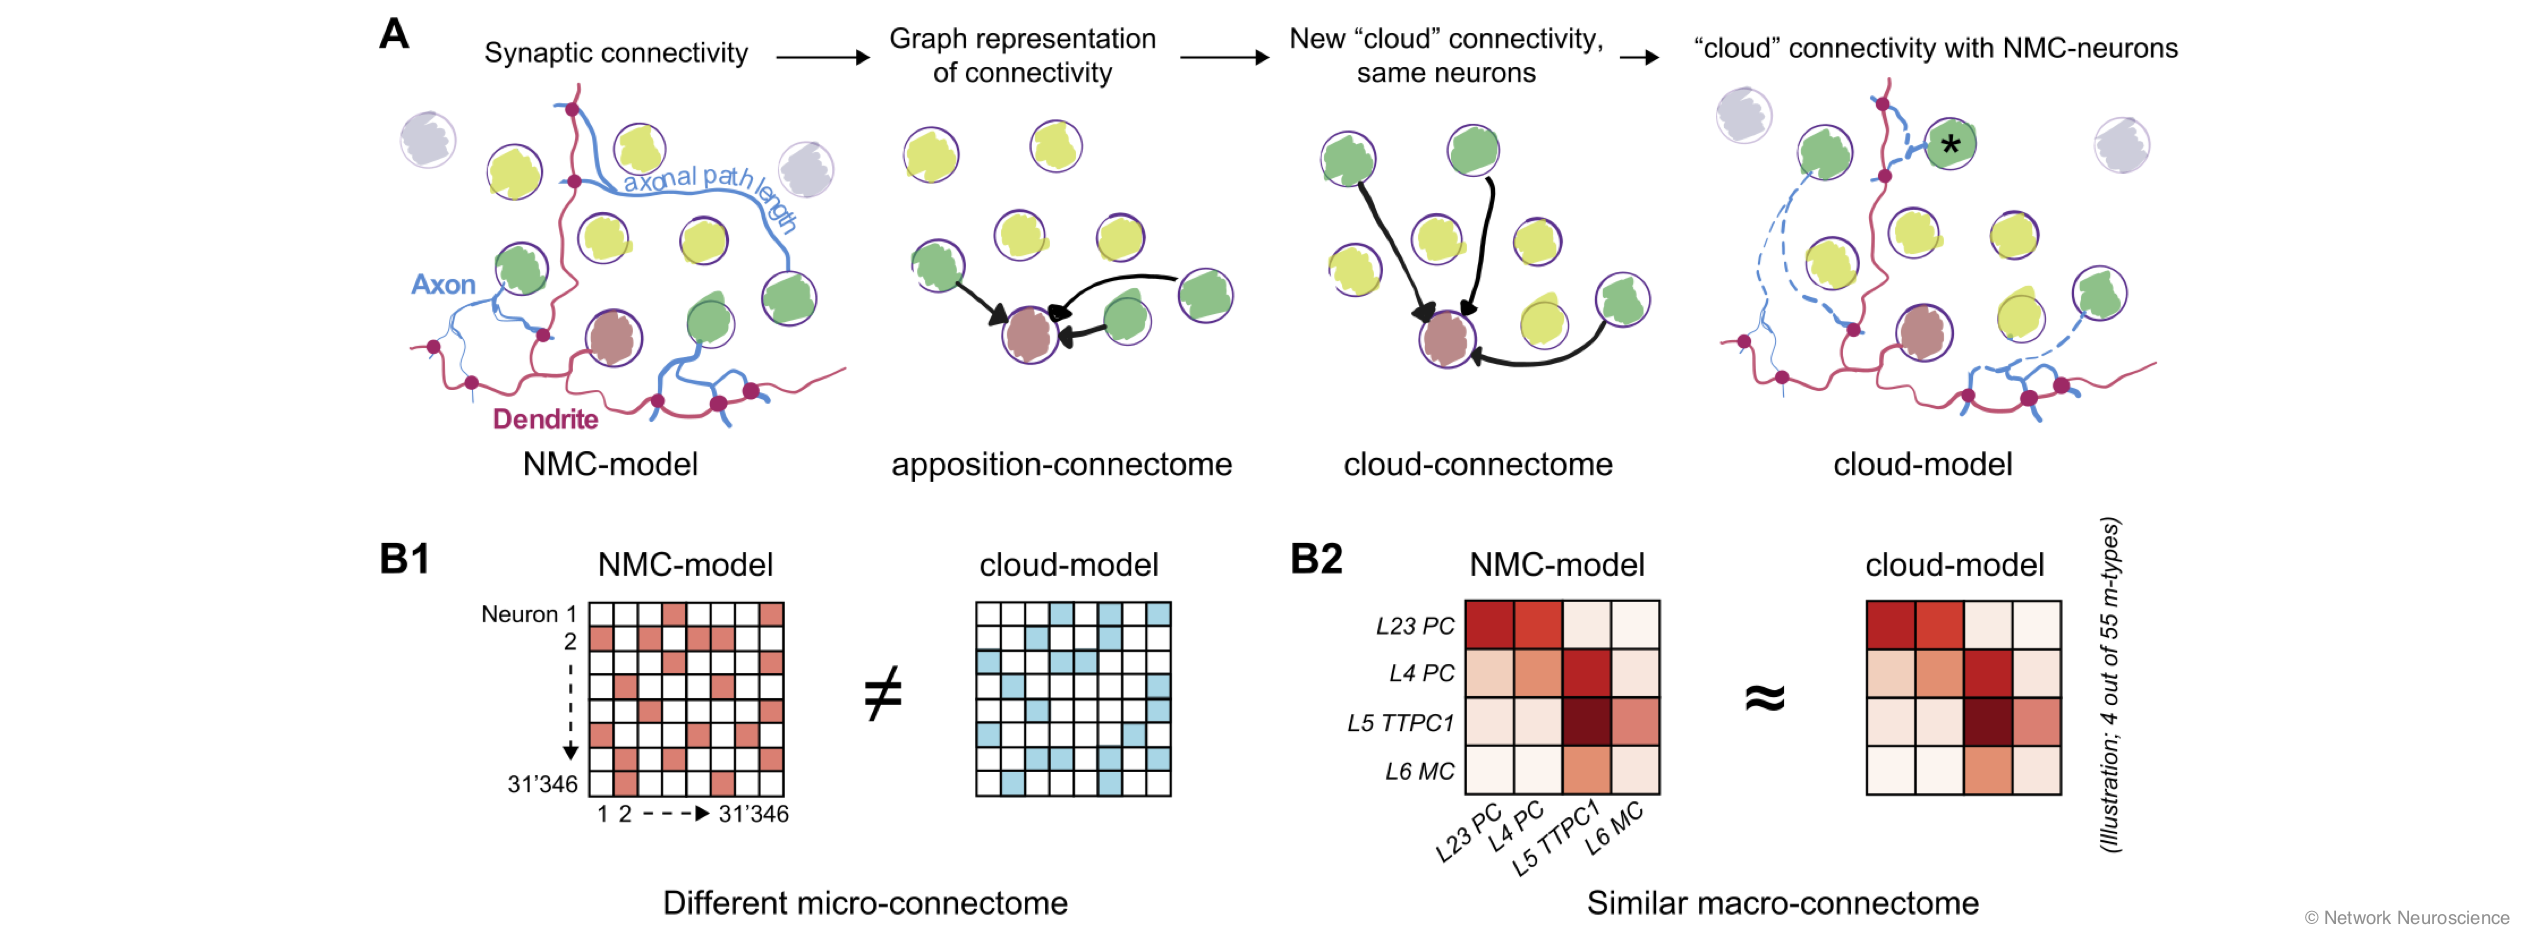 A
Synaptic connectivity
Graph representation
of connectivity
New “cloud” connectivity,
same neurons
“cloud” connectivity with NMC-neurons
axonal path length
Axon
Dendrite
*
NMC-model
apposition-connectome
cloud-connectome
cloud-model
B1
NMC-model
cloud-model
Neuron 1
2
31’346
1 2
31’346
≠
Different micro-connectome
B2
NMC-model
cloud-model
L23 PC
L4 PC
L5 TTPC1
L6 MC
L23 PC
L4 PC
L5 TTPC1
L6 MC
≈
(Illustration; 4 out of 55 m-types)
Similar macro-connectome
© Network Neuroscience